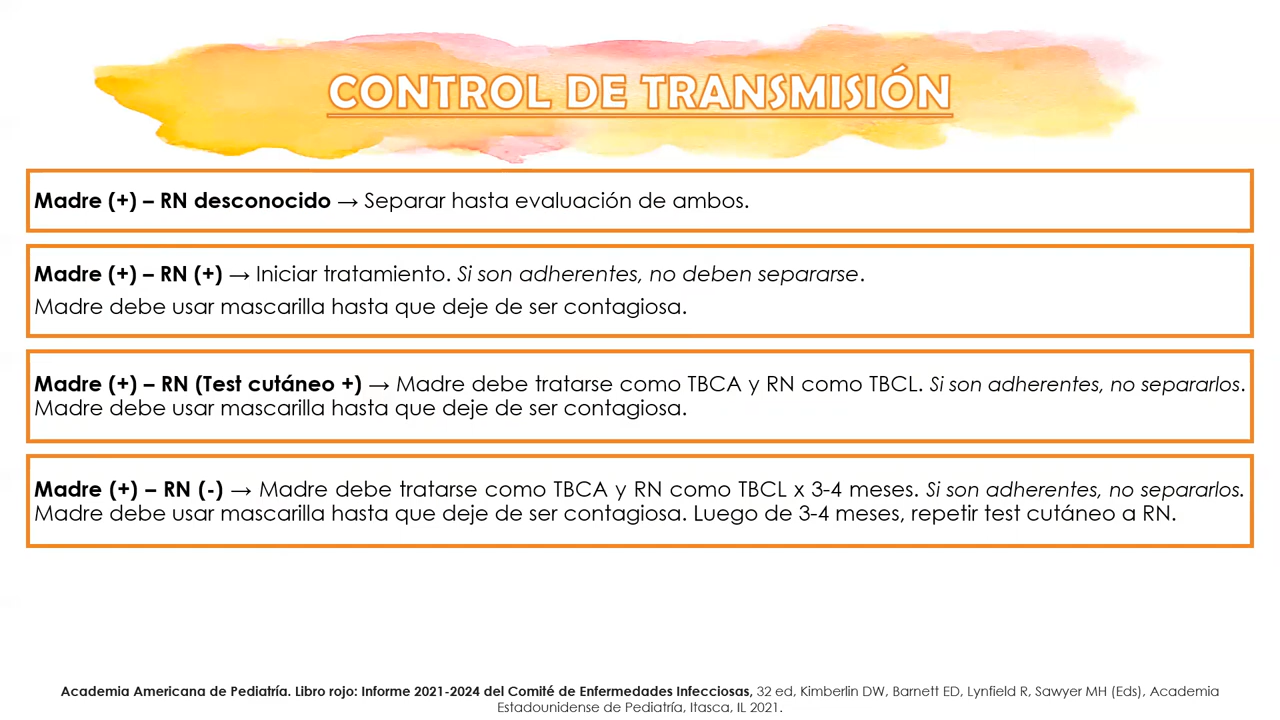 CONTROL DE TRANSMISIÓN
Madre (+) – RN desconocido → Separar hasta evaluación de ambos.
Madre (+) – RN (+) → Iniciar tratamiento. Si son adherentes, no deben separarse.
Madre debe usar mascarilla hasta que deje de ser contagiosa.
Madre (+) – RN (Test cutáneo +) → Madre debe tratarse como TBCA y RN como TBCL. Si son adherentes, no separarlos.
Madre debe usar mascarilla hasta que deje de ser contagiosa.
Madre (+) – RN (-) → Madre debe tratarse como TBCA y RN como TBCL x 3-4 meses. Si son adherentes, no separarlos.
Madre debe usar mascarilla hasta que deje de ser contagiosa. Luego de 3-4 meses, repetir test cutáneo a RN.
Academia Americana de Pediatría. Libro rojo: Informe 2021-2024 del Comité de Enfermedades Infecciosas, 32 ed, Kimberlin DW, Barnett ED, Lynfield R, Sawyer MH (Eds), Academia
Estadounidense de Pediatría, Itasca, IL 2021.